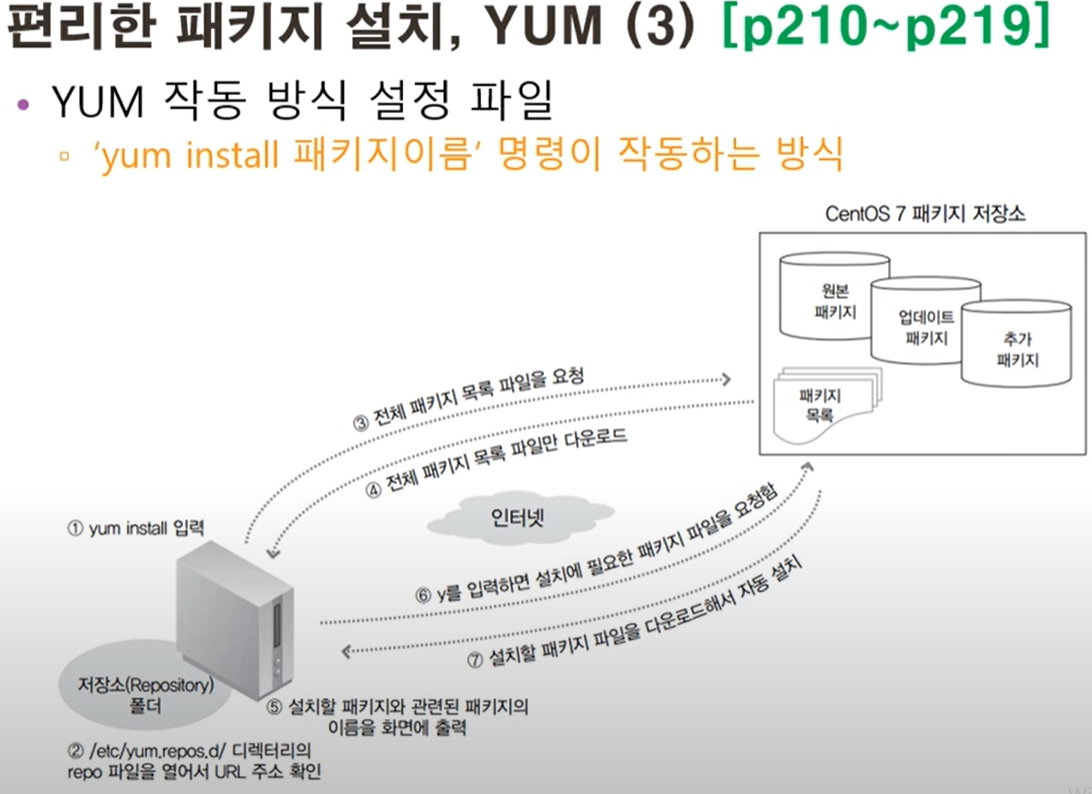 편리한 패키지 설치, YUM (3) [p210~p219]
• YUM 작동 방식 설정 파일
▫ ‘yum install 패키지이름’ 명령이 작동하는 방식
CentOS 7 패키지 저장소
원본
패키지
업데이트
패키지
추가
패키지
패키지
목록
③ 전체 패키지 목록 파일을 요청
④ 전체 패키지 목록 파일만 다운로드
인터넷
① yum install 입력
⑥ y를 입력하면 설치에 필요한 패키지 파일을 요청함
⑦ 설치할 패키지 파일을 다운로드해서 자동 설치
저장소(Repository)
폴더
⑤ 설치할 패키지와 관련된 패키지의
이름을 화면에 출력
② /etc/yum.repos.d/ 디렉터리의
repo 파일을 열어서 URL 주소 확인